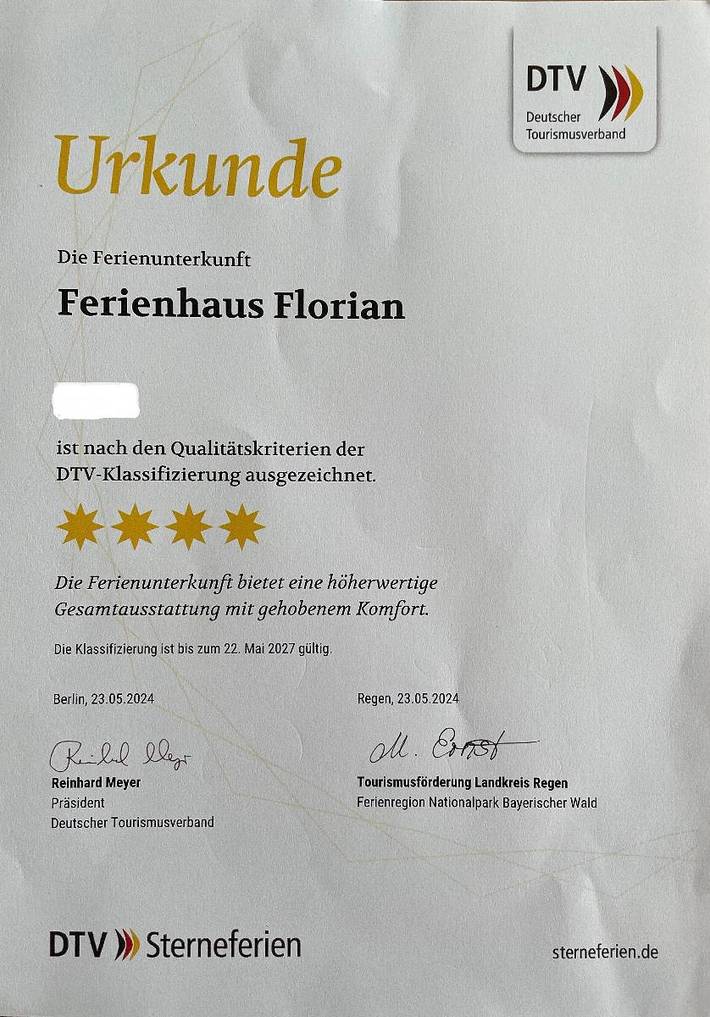 DTV
Deutscher
Tourismusverband
Urkunde
Die Ferienunterkunft
Ferienhaus Florian
ist nach den Qualitätskriterien der
DTV-Klassifizierung ausgezeichnet.
Die Ferienunterkunft bietet eine höherwertige
Gesamtausstattung mit gehobenem Komfort.
Die Klassifizierung ist bis zum 22. Mai 2027 gültig.
Berlin, 23.05.2024
Reinhard Meyer
Reinhard Meyer
Präsident
Deutscher Tourismusverband
Regen, 23.05.2024
M. Ernst
Tourismusförderung Landkreis Regen
Ferienregion Nationalpark Bayerischer Wald
DTV Sterneferien
sterneferien.de